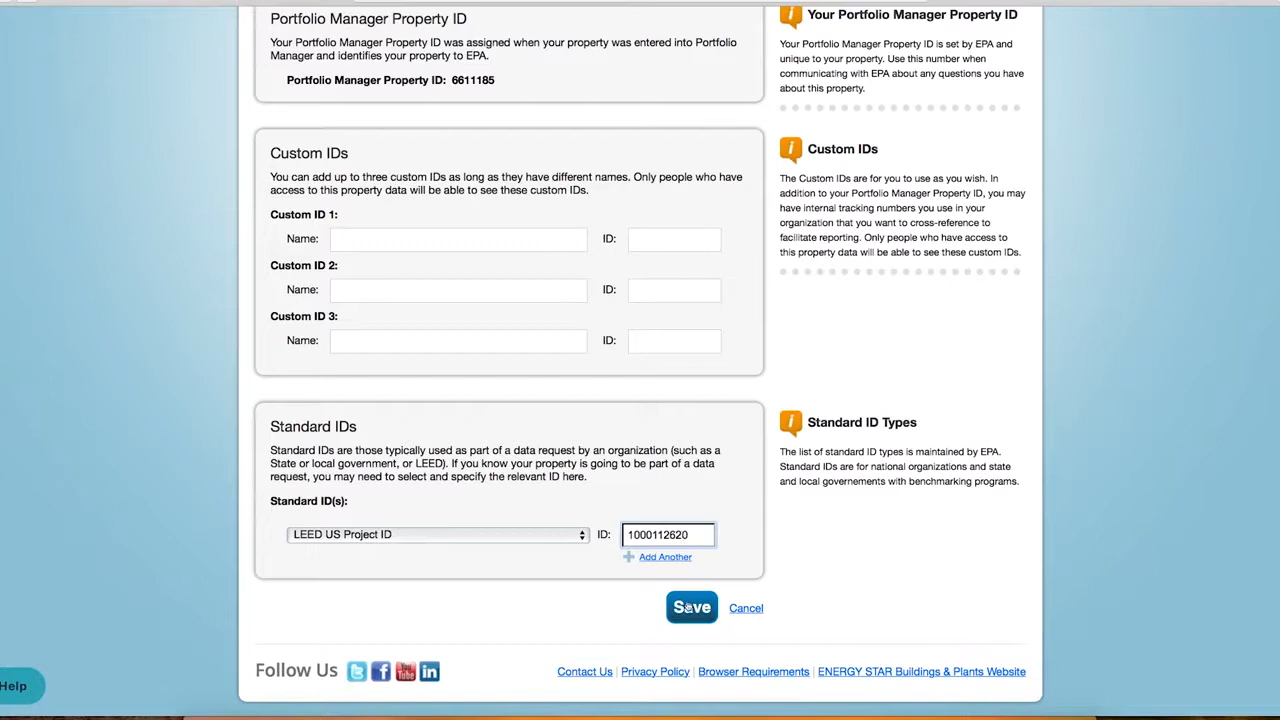 Portfolio Manager Property ID
Your Portfolio Manager Property ID was assigned when your property was entered into Portfolio
Manager and identifies your property to EPA.
Portfolio Manager Property ID: 6611185
Your Portfolio Manager Property ID
Your Portfolio Manager Property ID is set by EPA and
unique to your property. Use this number when
communicating with EPA about any questions you have
about this property.
Custom IDs
You can add up to three custom IDs as long as they have different names. Only people who have
access to this property data will be able to see these custom IDs.
Custom ID 1:
Name: ID:
Custom ID 2:
Name: ID:
Custom ID 3:
Name: ID:
Custom IDs
The Custom IDs are for you to use as you wish. In
addition to your Portfolio Manager Property ID, you may
have internal tracking numbers you use in your
organization that you want to cross-reference to
facilitate reporting. Only people who have access to
this property data will be able to see these custom IDs.
Standard IDs
Standard IDs are those typically used as part of a data request by an organization (such as a
State or local government, or LEED). If you know your property is going to be part of a data
request, you may need to select and specify the relevant ID here.
Standard ID(s):
LEED US Project ID ID: 1000112620
Add Another
Standard ID Types
The list of standard ID types is maintained by EPA.
Standard IDs are for national organizations and state
and local governements with benchmarking programs.
Save Cancel
Follow Us You Tube in Contact Us | Privacy Policy | Browser Requirements | ENERGY STAR Buildings & Plants Website
Help